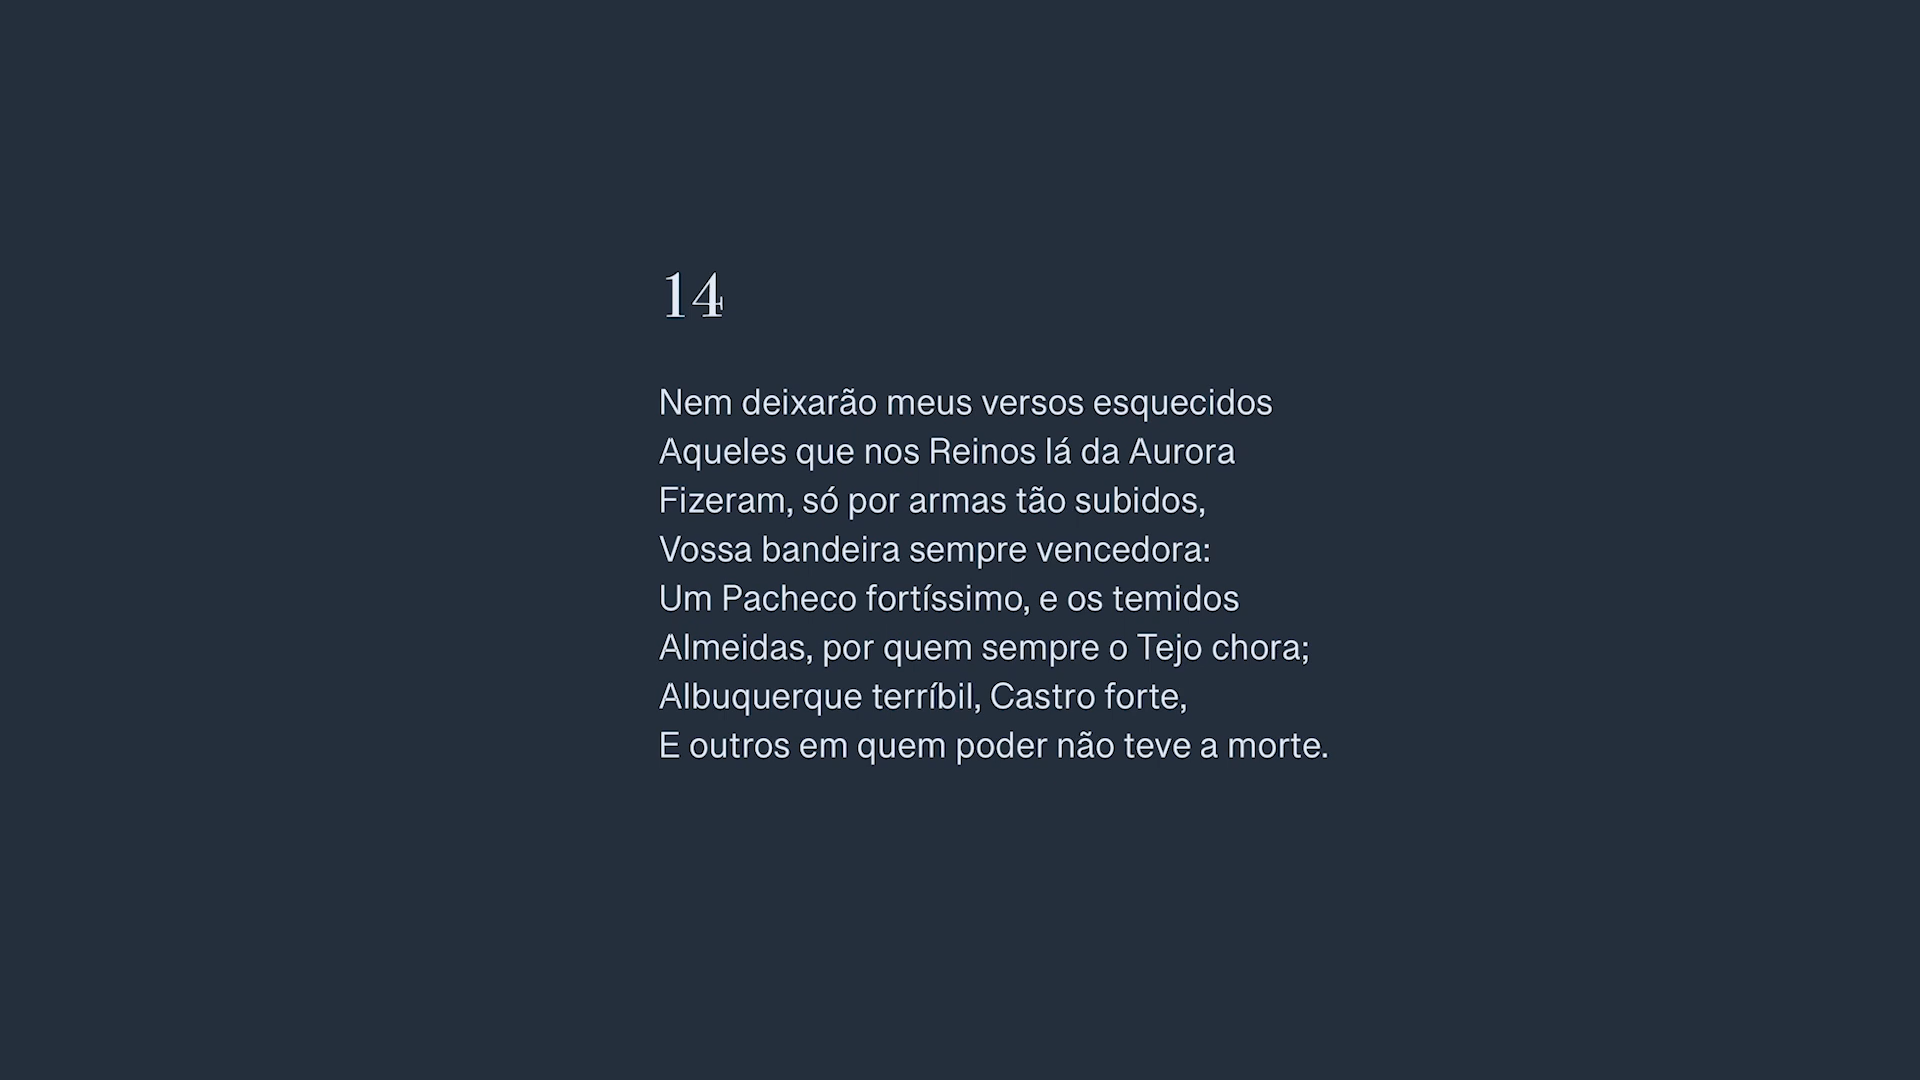 14
Nem deixarão meus versos esquecidos
Aqueles que nos Reinos lá da Aurora
Fizeram, só por armas tão subidos,
Vossa bandeira sempre vencedora:
Um Pacheco fortíssimo, e os temidos
Almeidas, por quem sempre o Tejo chora;
Albuquerque terríbil, Castro forte,
E outros em quem poder não teve a morte.